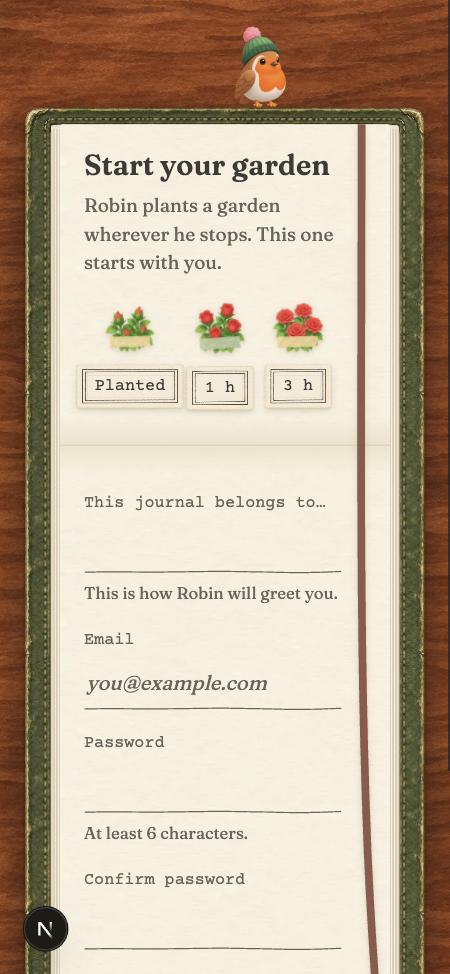 Start your garden
Robin plants a garden
wherever he stops. This one
starts with you.
Planted
1 h
3 h
This journal belongs to…
This is how Robin will greet you.
Email
you@example.com
Password
At least 6 characters.
Confirm password
N